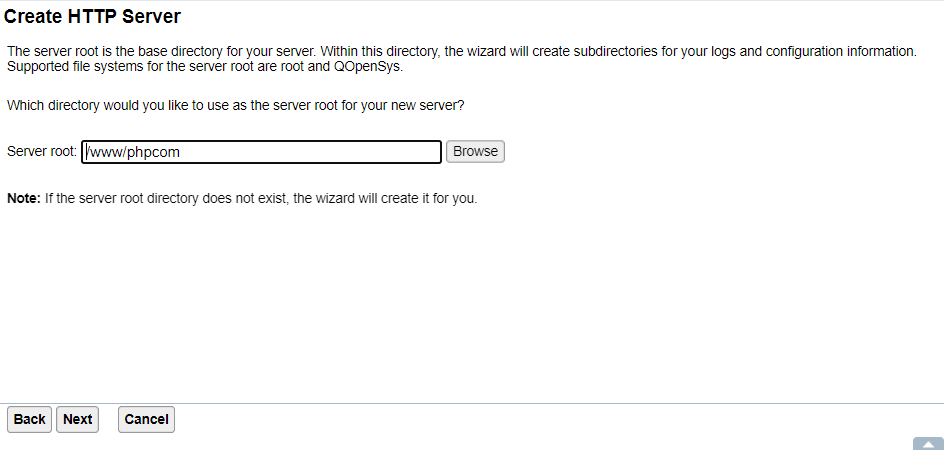 Create HTTP Server
The server root is the base directory for your server. Within this directory, the wizard will create subdirectories for your logs and configuration information.
Supported file systems for the server root are root and QOpenSys.
Which directory would you like to use as the server root for your new server?
Server root: /www/phpcom Browse
Note: If the server root directory does not exist, the wizard will create it for you.
Back Next Cancel